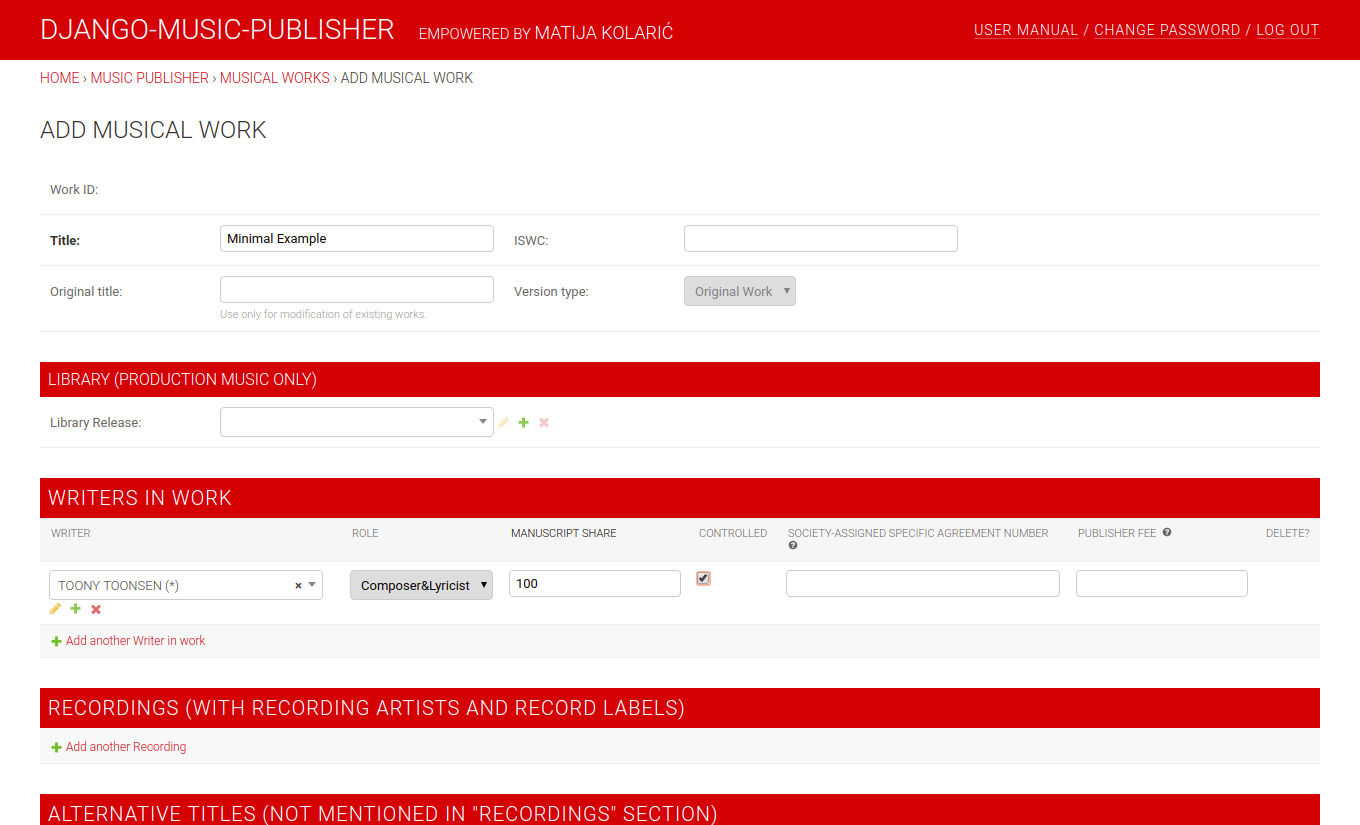 DJANGO-MUSIC-PUBLISHER EMPOWERED BY MATIJA KOLARIĆ USER MANUAL / CHANGE PASSWORD / LOG OUT
HOME › MUSIC PUBLISHER › MUSICAL WORKS › ADD MUSICAL WORK
ADD MUSICAL WORK
Work ID:
Title: Minimal Example ISWC:
Original title: Version type: Original Work
Use only for modification of existing works.
LIBRARY (PRODUCTION MUSIC ONLY)
Library Release:
WRITERS IN WORK
WRITER ROLE MANUSCRIPT SHARE CONTROLLED SOCIETY-ASSIGNED SPECIFIC AGREEMENT NUMBER PUBLISHER FEE DELETE?
TOONY TOONSEN (*) × Composer&Lyricist 100
Add another Writer in work
RECORDINGS (WITH RECORDING ARTISTS AND RECORD LABELS)
Add another Recording
ALTERNATIVE TITLES (NOT MENTIONED IN "RECORDINGS" SECTION)